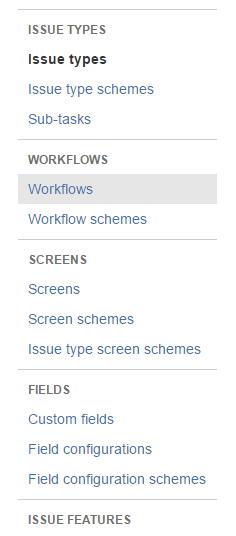 ISSUE TYPES
Issue types
Issue type schemes
Sub-tasks
WORKFLOWS
Workflows
Workflow schemes
SCREENS
Screens
Screen schemes
Issue type screen schemes
FIELDS
Custom fields
Field configurations
Field configuration schemes
ISSUE FEATURES